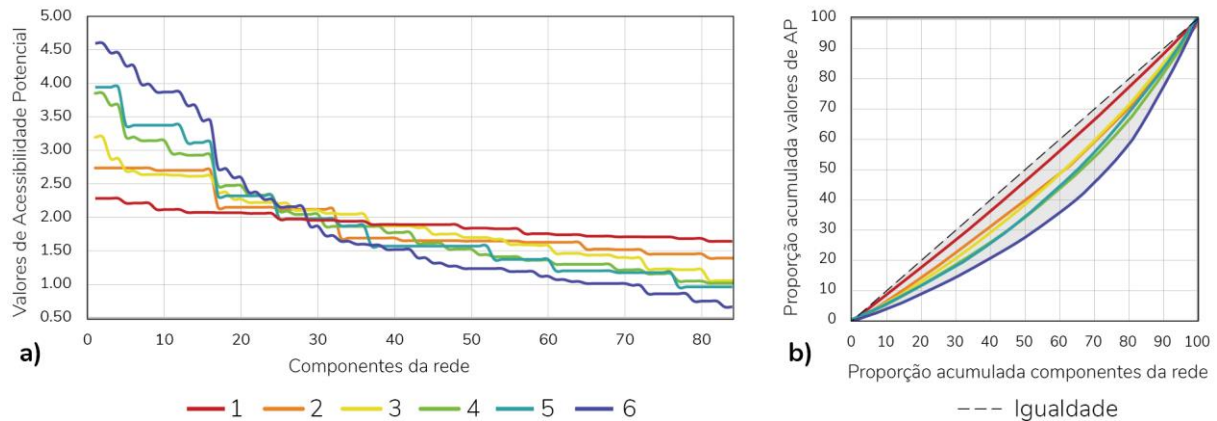 Valores de Acessibilidade Potencial
5.00
4.50
4.00
3.50
3.00
2.50
2.00
1.50
1.00
0.50
0 10 20 30 40 50 60 70 80
a)
Componentes da rede
Proporção acumulada valores de AP
100
90
80
70
60
50
40
30
20
10
0
0 10 20 30 40 50 60 70 80 90 100
b)
Proporção acumulada componentes da rede
1 2 3 4 5 6
Igualdade